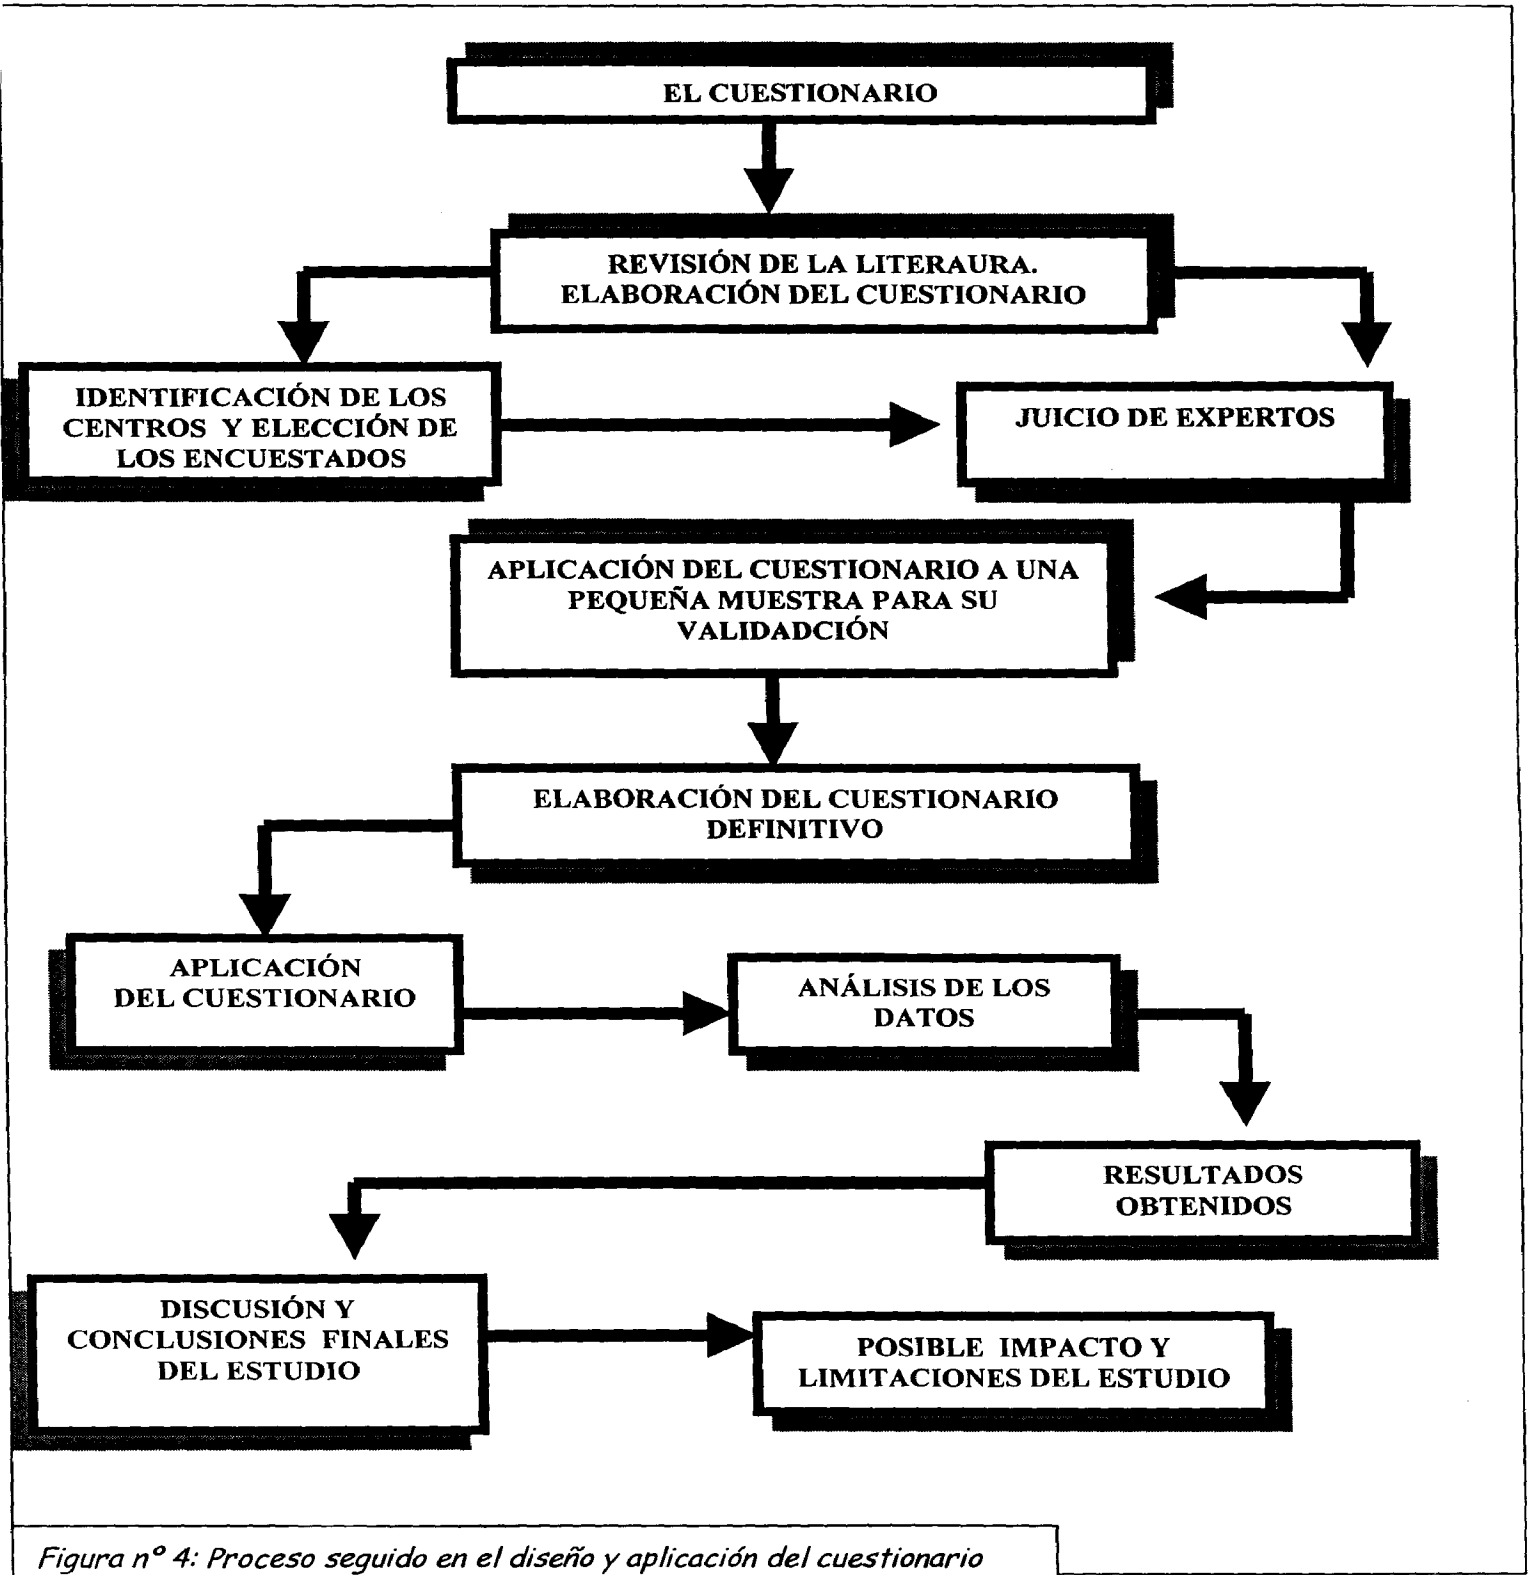 EL CUESTIONARIO
REVISIÓN DE LA LITERAURA.
ELABORACIÓN DEL CUESTIONARIO
IDENTIFICACIÓN DE LOS
CENTROS Y ELECCIÓN DE
LOS ENCUESTADOS
JUICIO DE EXPERTOS
APLICACIÓN DEL CUESTIONARIO A UNA
PEQUEÑA MUESTRA PARA SU
VALIDADCIÓN
ELABORACIÓN DEL CUESTIONARIO
DEFINITIVO
APLICACIÓN
DEL CUESTIONARIO
ANÁLISIS DE LOS
DATOS
RESULTADOS
OBTENIDOS
DISCUSIÓN Y
CONCLUSIONES FINALES
DEL ESTUDIO
POSIBLE IMPACTO Y
LIMITACIONES DEL ESTUDIO
Figura nº 4: Proceso seguido en el diseño y aplicación del cuestionario